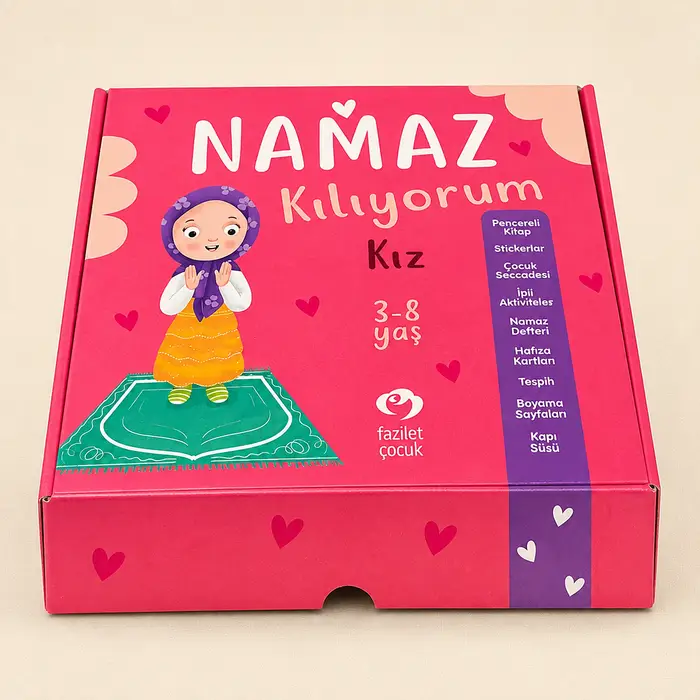 NAMAZ
Kılıyorum
Kız
3-8
yaş
fazilet
çocuk
Pencereli
Kitap
Stickerlar
Çocuk
Seccadesi
İpli
Aktiviteler
Namaz
Defteri
Hafıza
Kartları
Tespih
Boyama
Sayfaları
Kapı
Süsü